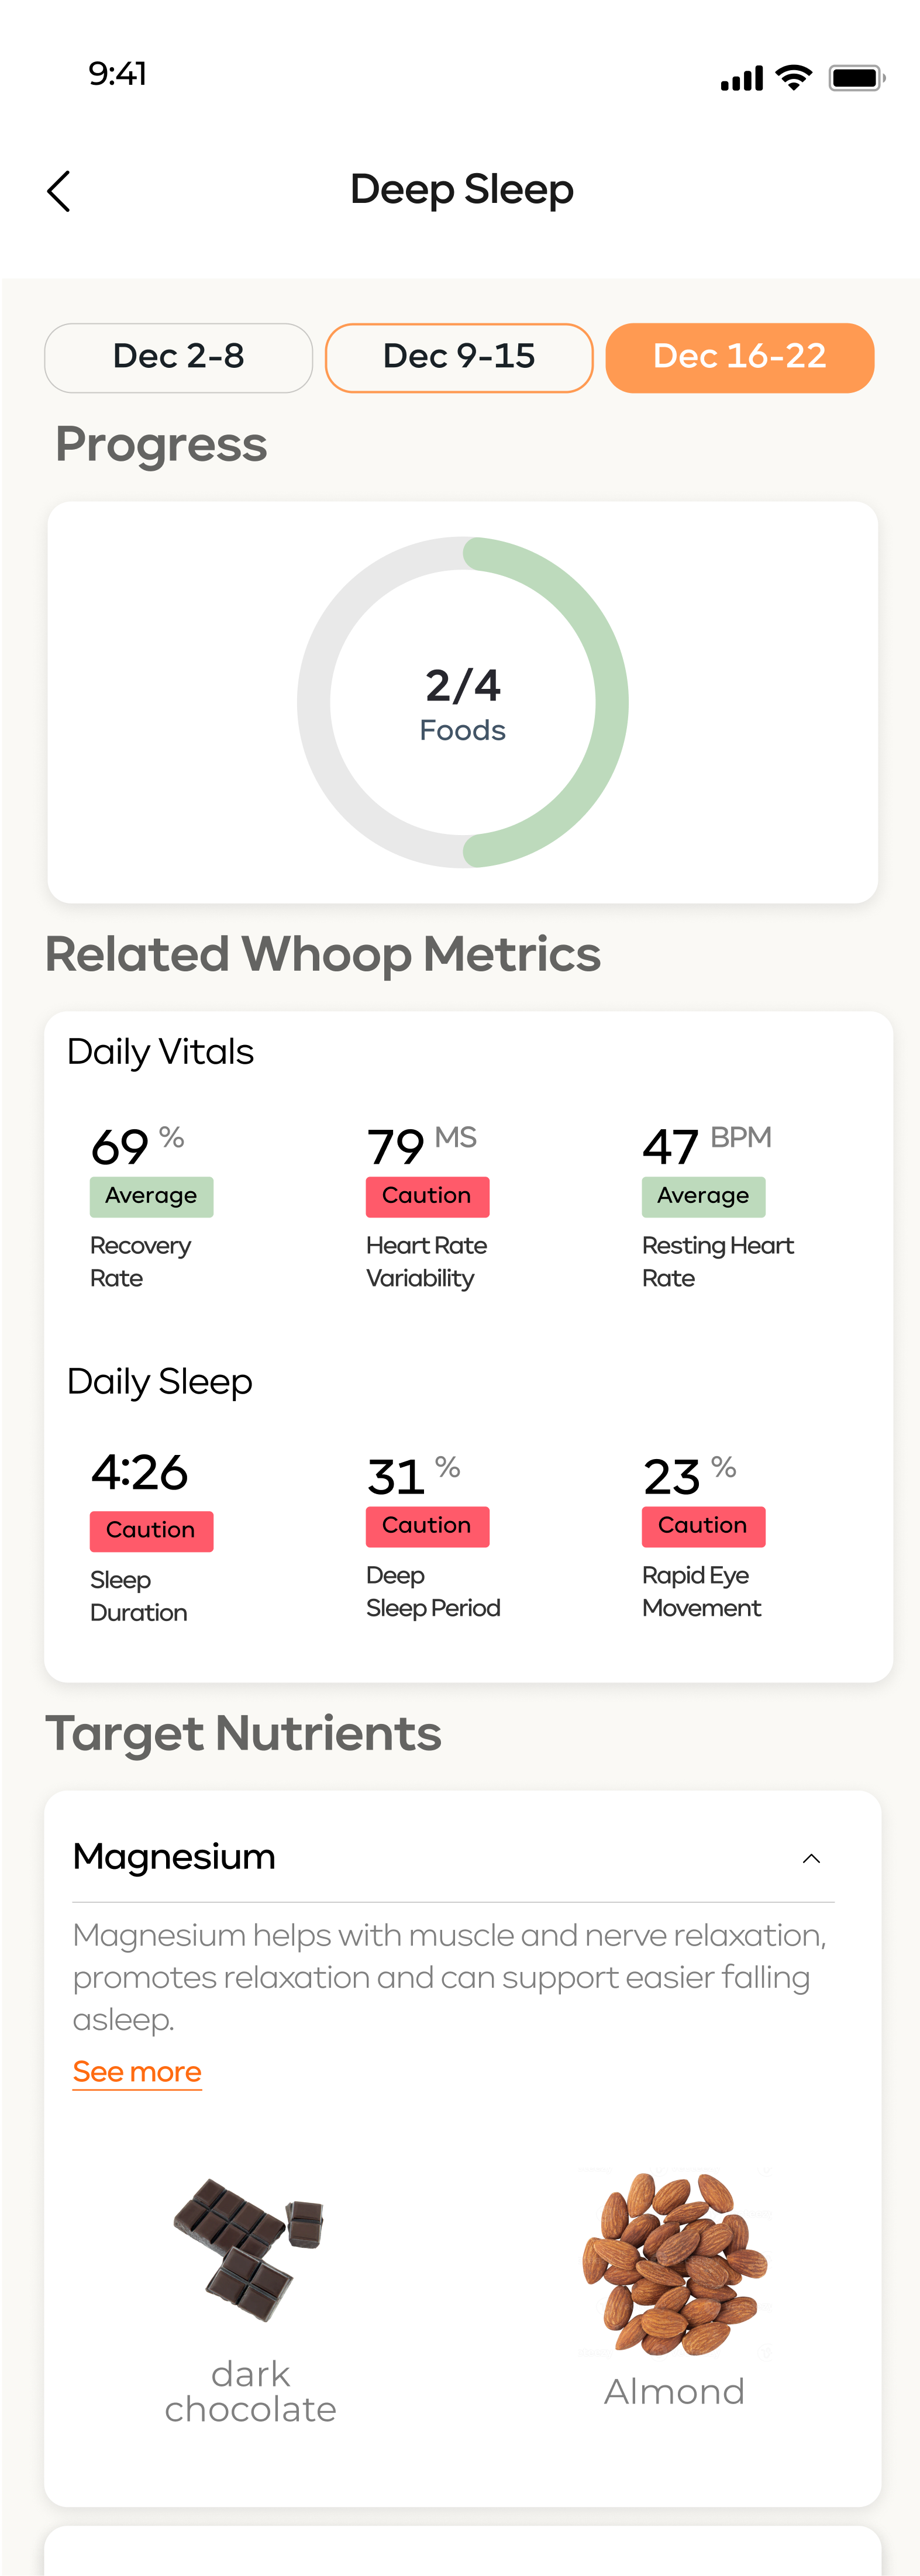 9:41
Deep Sleep
Dec 2-8
Dec 9-15
Dec 16-22
Progress
2/4
Foods
Related Whoop Metrics
Daily Vitals
69 %
79 MS
47 BPM
Average
Caution
Average
Recovery
Rate
Heart Rate
Variability
Resting Heart
Rate
Daily Sleep
4:26
31 %
23 %
Caution
Caution
Caution
Sleep
Duration
Deep
Sleep Period
Rapid Eye
Movement
Target Nutrients
Magnesium
Magnesium helps with muscle and nerve relaxation,
promotes relaxation and can support easier falling
asleep.
See more
dark
chocolate
Almond